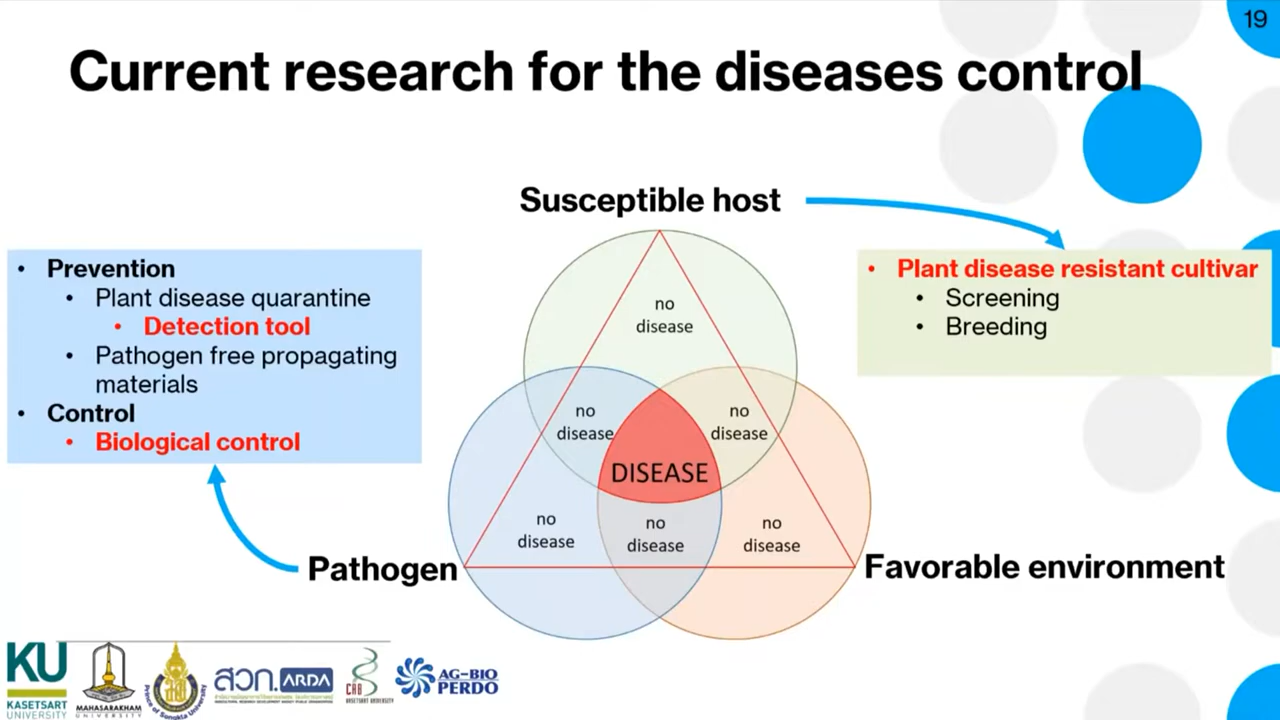 19
Current research for the diseases control
Susceptible host
• Prevention
• Plant disease quarantine
• Detection tool
• Pathogen free propagating
materials
• Control
• Biological control
• Plant disease resistant cultivar
• Screening
• Breeding
no
disease
no
disease
no
disease
DISEASE
no
disease
no
disease
no
disease
Pathogen
Favorable environment
KU
KASETSART
UNIVERSITY
MAHASARAKHAM
UNIVERSITY
Prince of Songkla University
สวก. ARDA
CAB
KASETSART UNIVERSITY
AG-BIO
PERDO